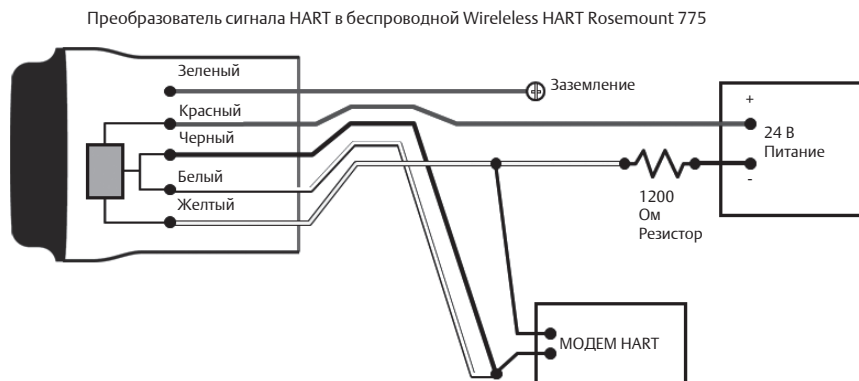 Преобразователь сигнала HART в беспроводной Wireleless HART Rosemount 775
Зеленый
Заземление
Красный
+
Черный
24 В
Питание
Белый
-
Желтый
1200
Ом
Резистор
МОДЕМ HART